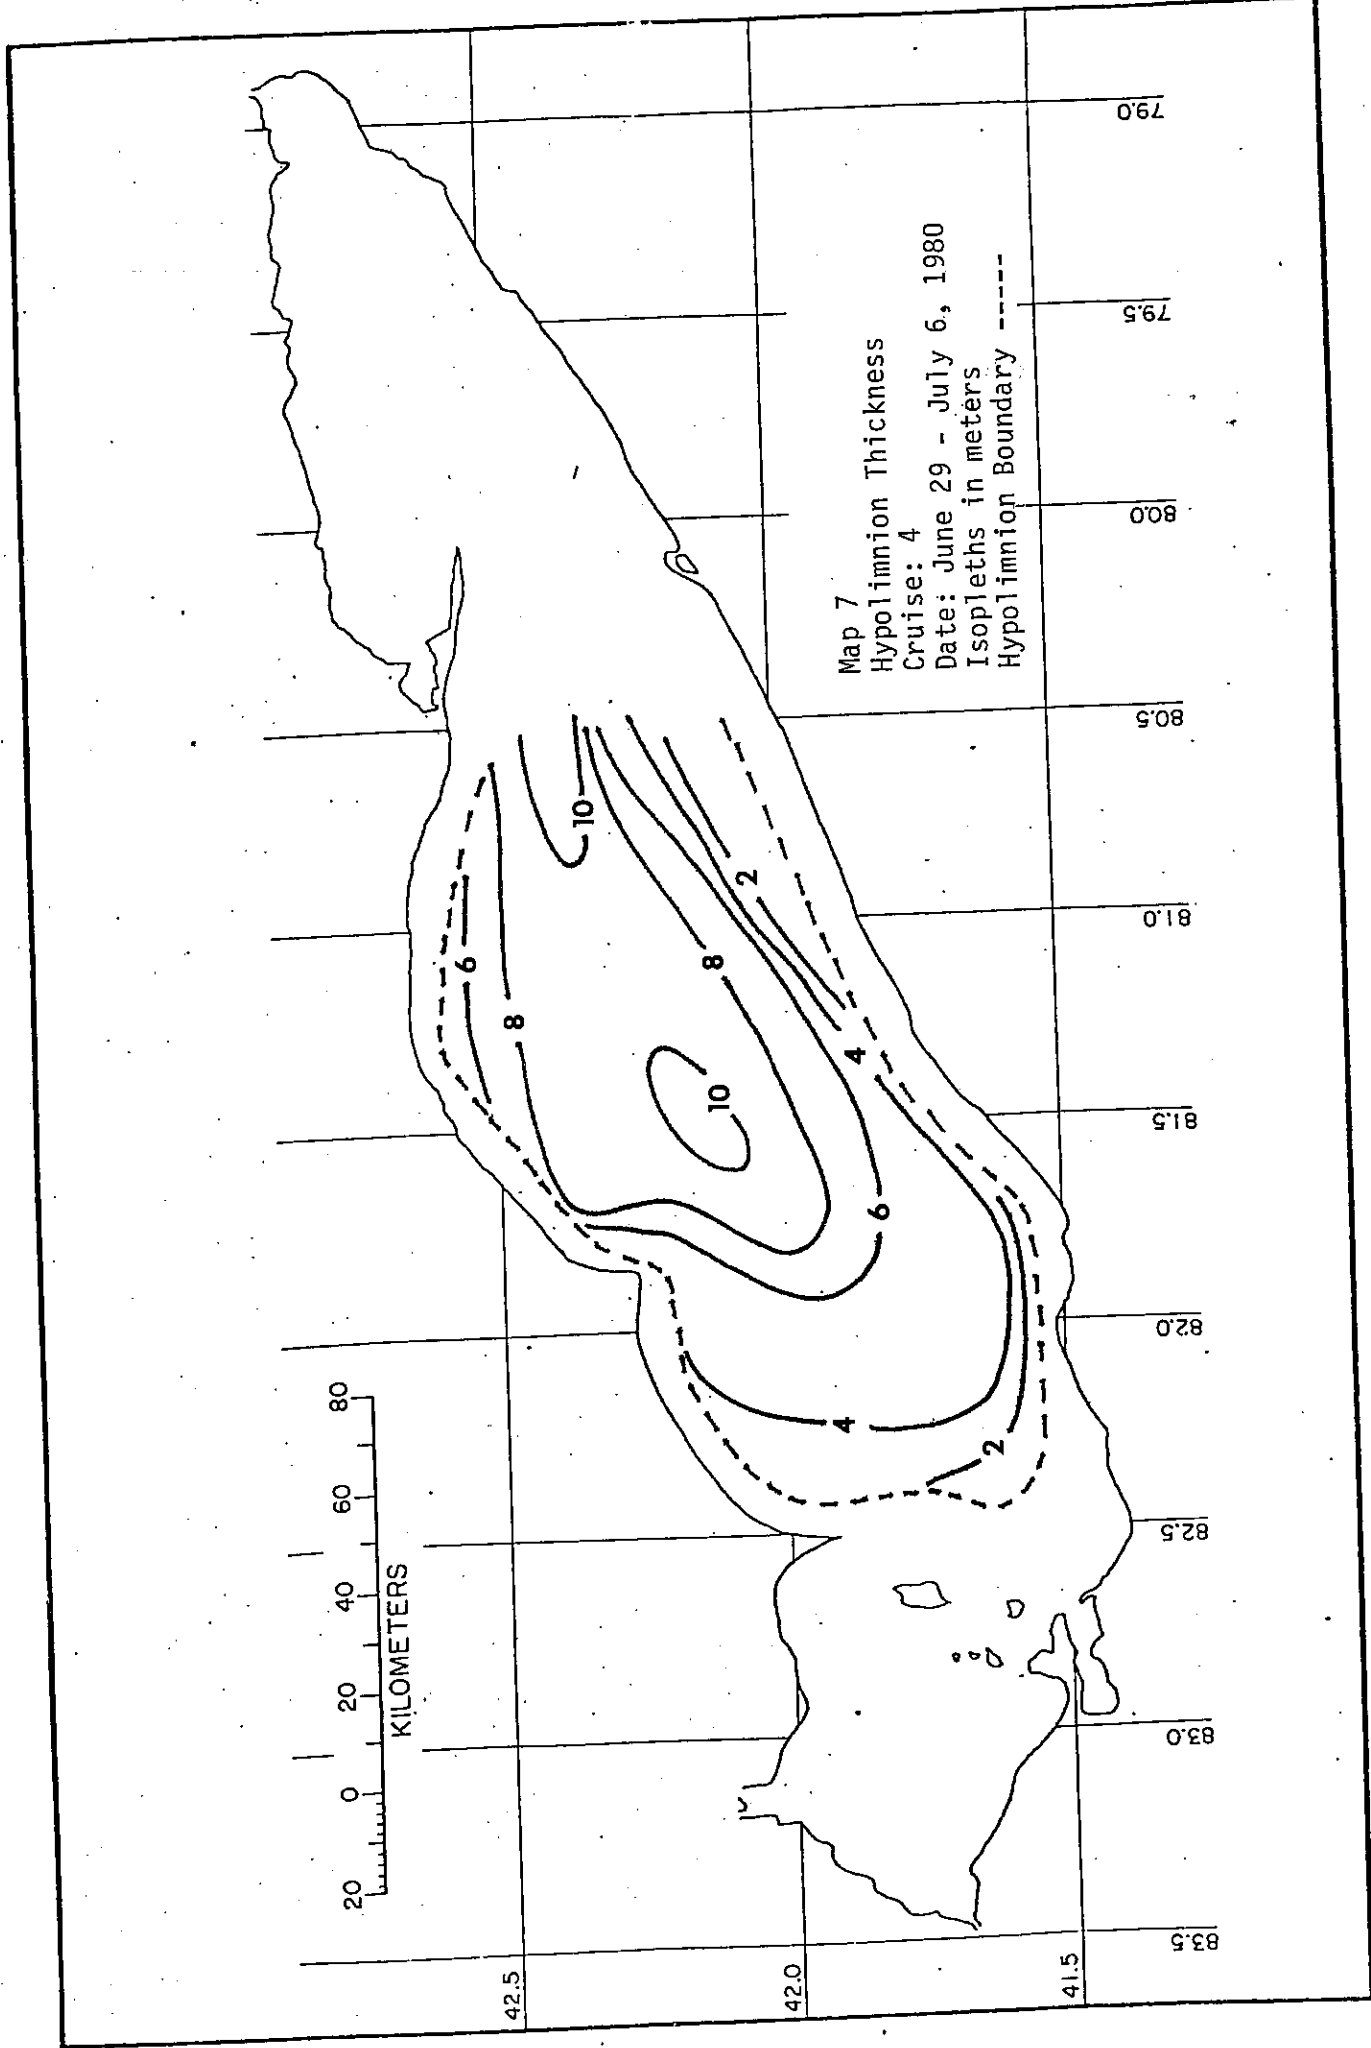 Map 7
Hypolimnion Thickness
Cruise: 4
Date: June 29 - July 6, 1980
Isopleths in meters
Hypolimnion Boundary -----
20 0 20 40 60 80
KILOMETERS
42.5
42.0
41.5
83.5
83.0
82.5
82.0
81.5
81.0
80.5
80.0
79.5
79.0
6
8
10
10
8
2
4
6
4
2